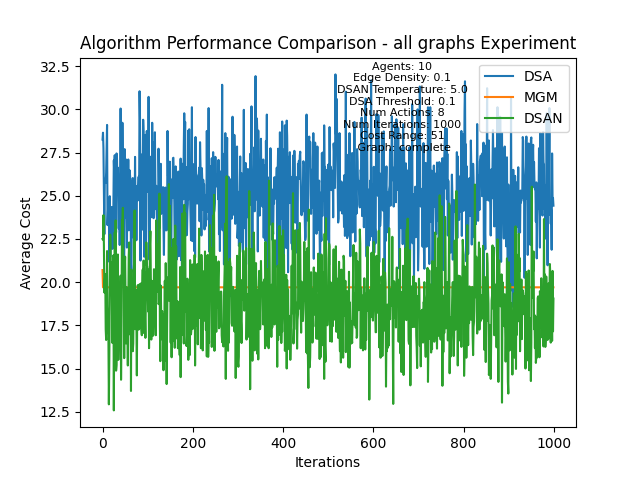 Algorithm Performance Comparison - all graphs Experiment
32.5
30.0
27.5
25.0
22.5
20.0
17.5
15.0
12.5
Average Cost
Agents: 10
Edge Density: 0.1
DSAN Temperature: 5.0
DSA Threshold: 0.1
Num Actions: 8
Num Iterations: 1000
Cost Range: 51
Graph: complete
DSA
MGM
DSAN
0
200
400
600
800
1000
Iterations